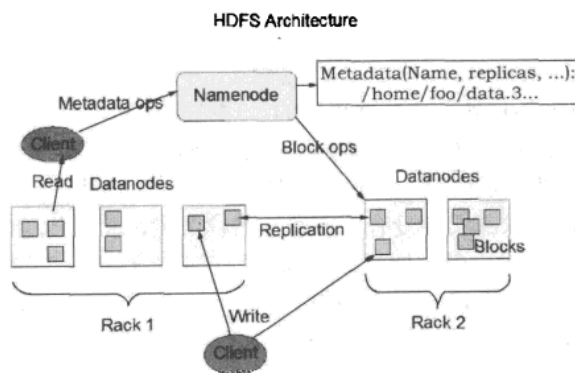 HDFS Architecture
Metadata(Name, replicas, ...):
/home/foo/data.3...
Namenode
Metadata ops
Client
Block ops
Read
Datanodes
Datanodes
Replication
Blocks
Rack 1
Write
Rack 2
Client